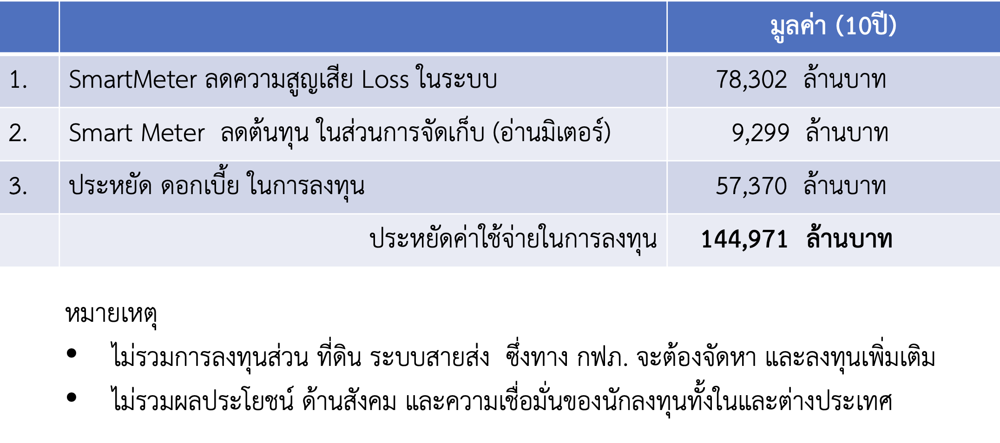 มูลค่า (10ปี)
1. SmartMeter ลดความสูญเสีย Loss ในระบบ 78,302 ล้านบาท
2. Smart Meter ลดต้นทุน ในส่วนการจัดเก็บ (อ่านมิเตอร์) 9,299 ล้านบาท
3. ประหยัด ดอกเบี้ย ในการลงทุน 57,370 ล้านบาท
ประหยัดค่าใช้จ่ายในการลงทุน 144,971 ล้านบาท
หมายเหตุ
• ไม่รวมการลงทุนส่วน ที่ดิน ระบบสายส่ง ซึ่งทาง กฟภ. จะต้องจัดหา และลงทุนเพิ่มเติม
• ไม่รวมผลประโยชน์ ด้านสังคม และความเชื่อมั่นของนักลงทุนทั้งในและต่างประเทศ